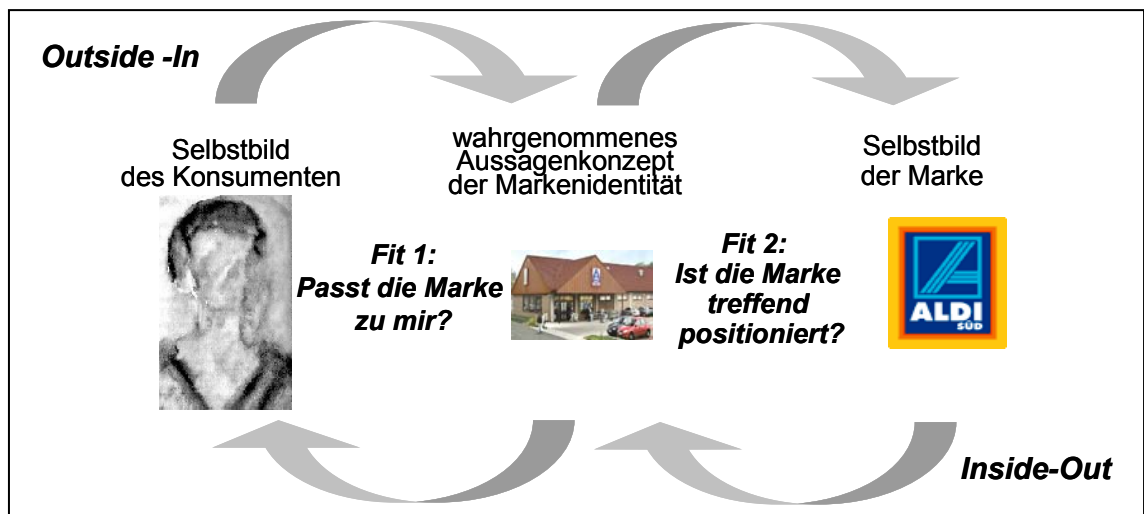 Outside -In
Selbstbild
des Konsumenten
wahrgenommenes
Aussagenkonzept
der Markenidentität
Selbstbild
der Marke
Fit 1:
Passt die Marke
zu mir?
Fit 2:
Ist die Marke
treffend
positioniert?
ALDI
SÜD
Inside-Out